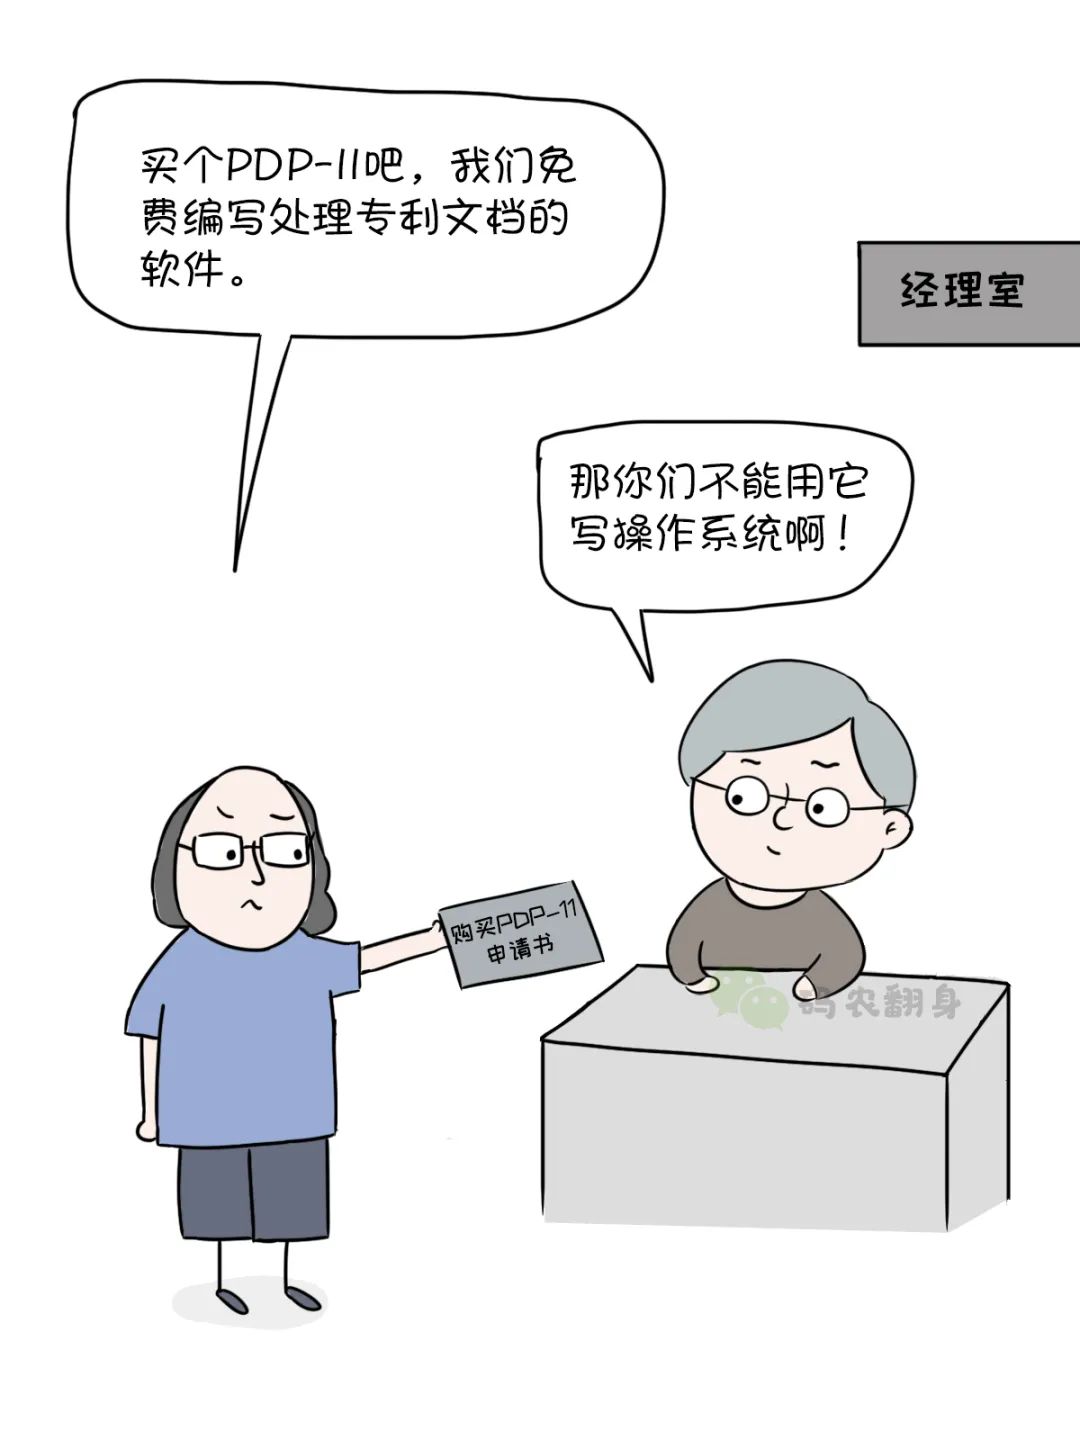 买个PDP-11吧，我们免
费编写处理专利文档的
软件。
经理室
那你们不能用它
写操作系统啊！
购买PDP-11
申请书
码农翻身